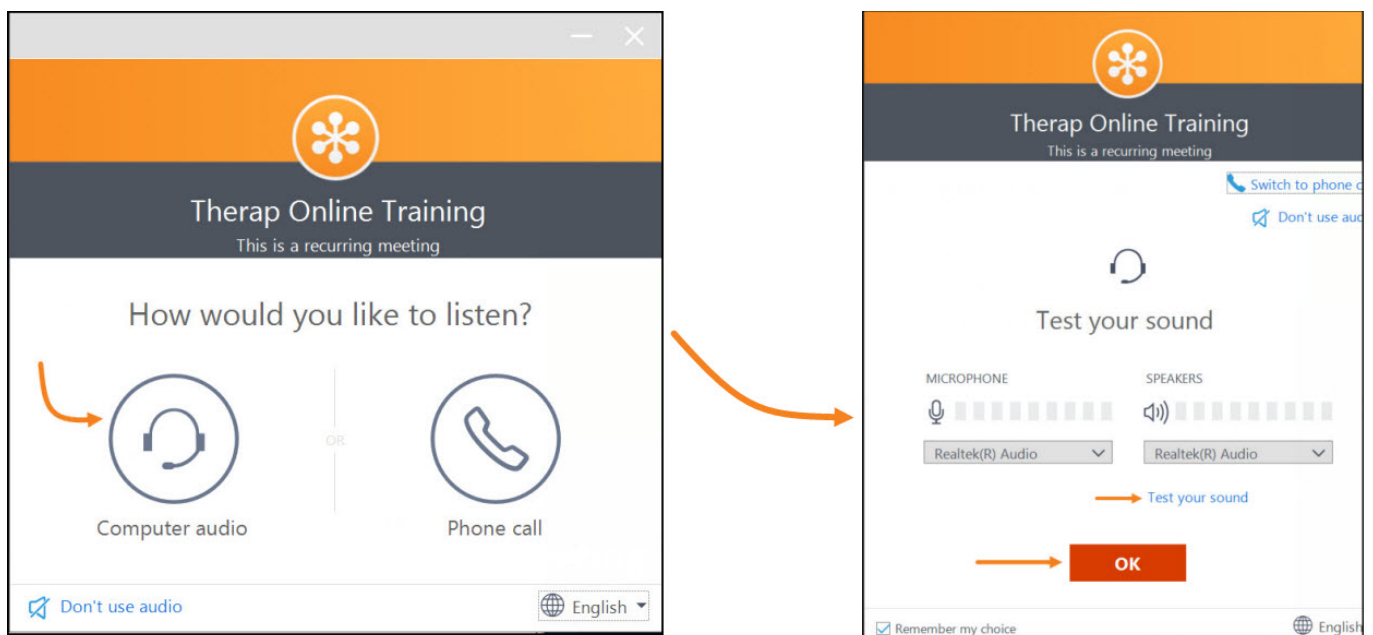 Therap Online Training
This is a recurring meeting
How would you like to listen?
OR
Computer audio
Phone call
Don't use audio
English
Therap Online Training
This is a recurring meeting
Switch to phone c
Don't use aud
Test your sound
MICROPHONE
SPEAKERS
Realtek(R) Audio
Realtek(R) Audio
Test your sound
OK
Remember my choice
English